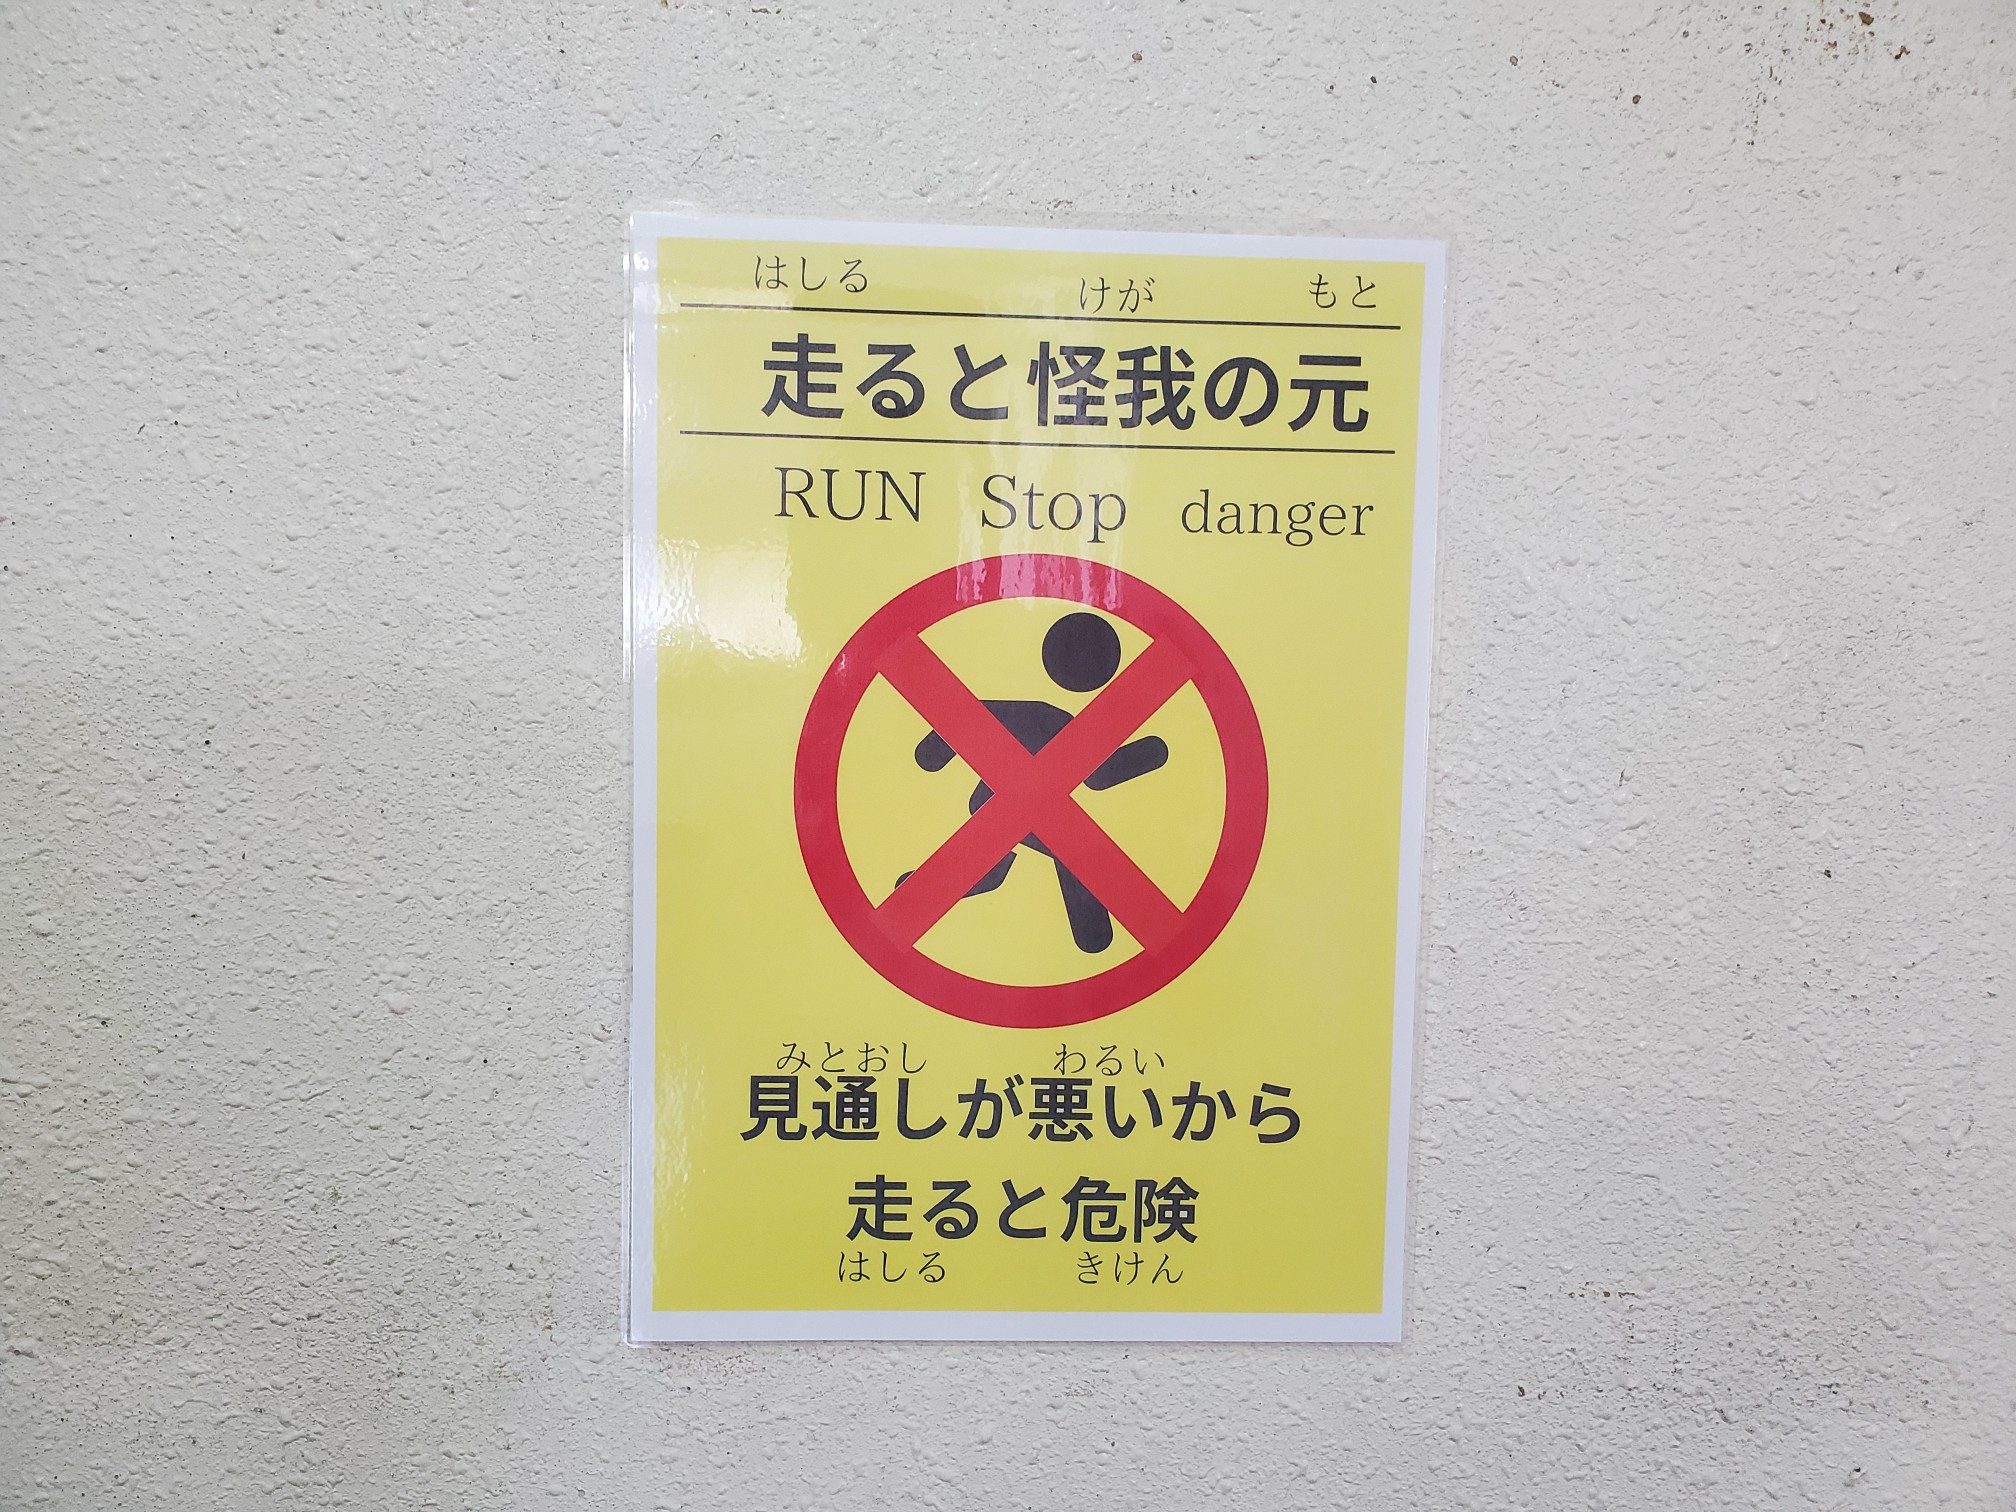 はしる けが もと
走ると怪我の元
RUN Stop danger
みとおし わるい
見通しが悪いから
走ると危険
はしる きけん